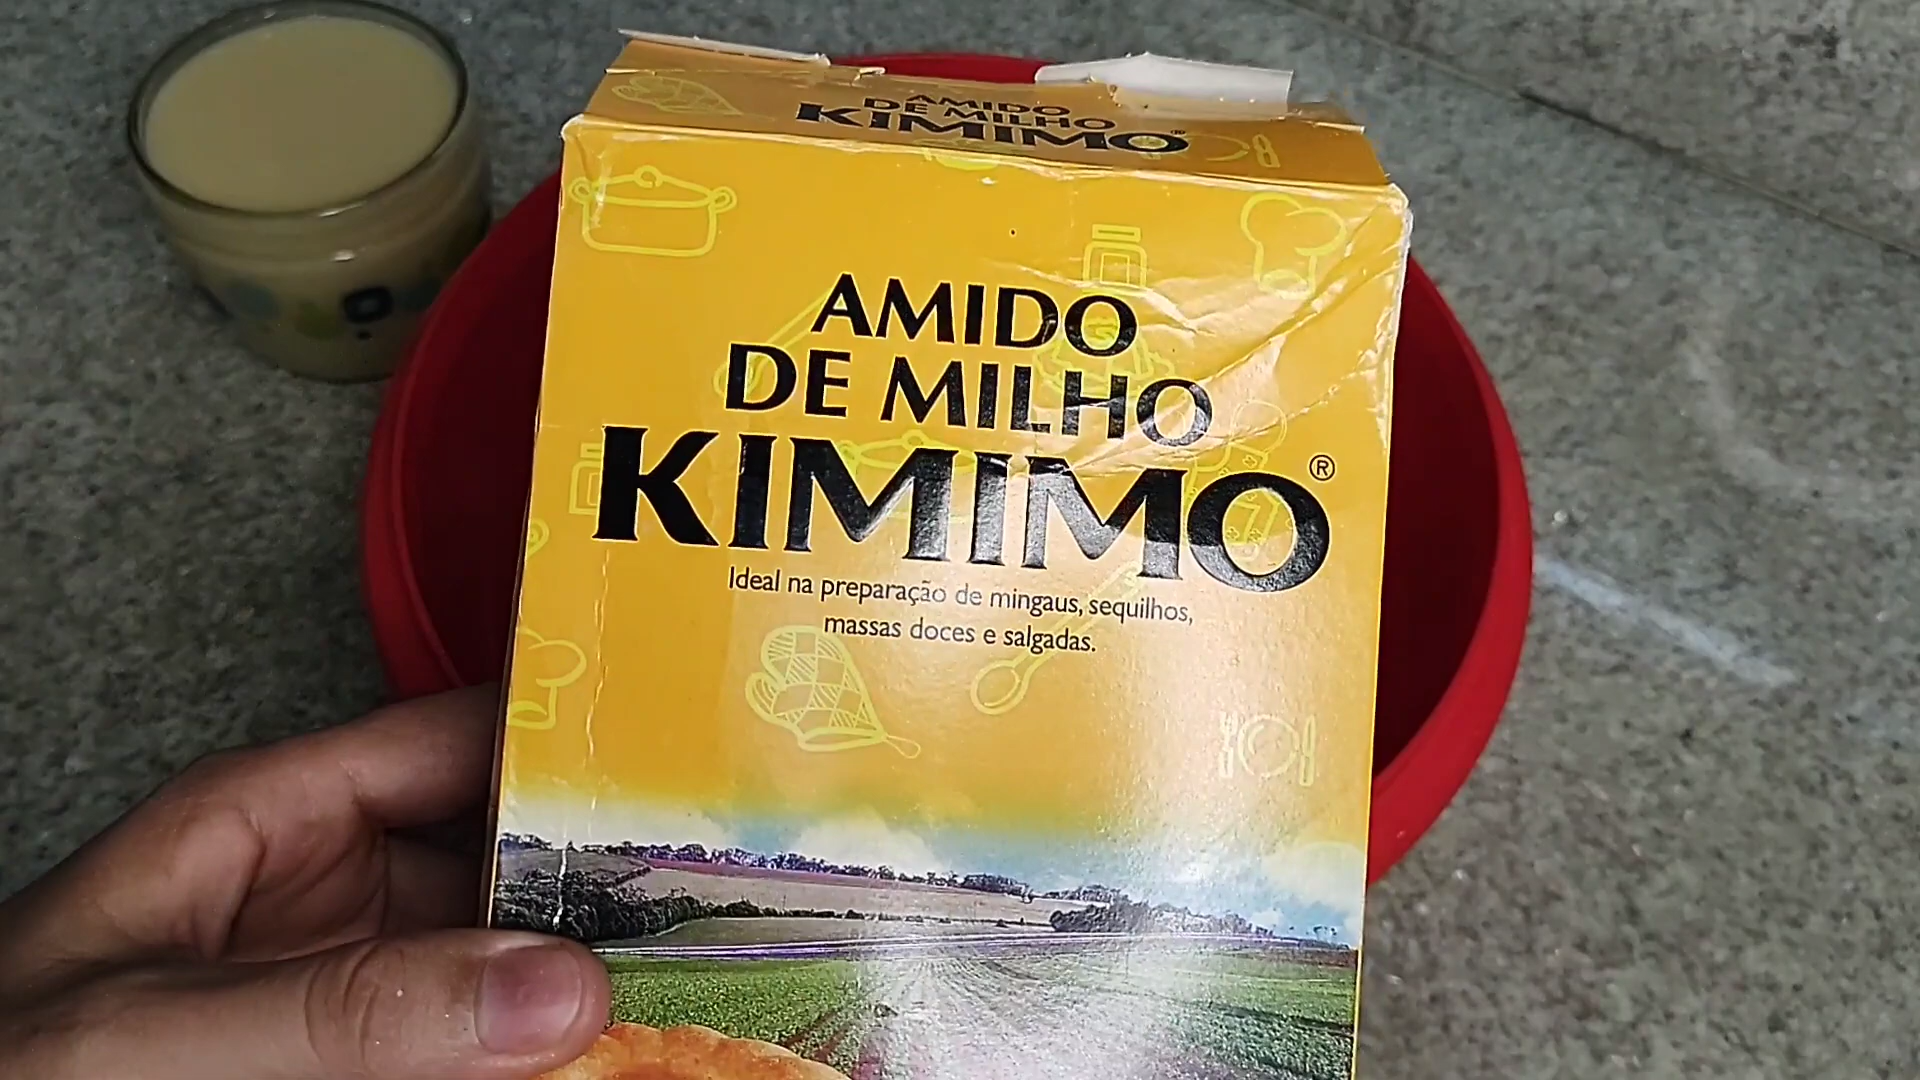 AMIDO
DE MILHO
KIMIMO®
AMIDO
DE MILHO
KIMIMO®
Ideal na preparação de mingaus, sequilhos,
massas doces e salgadas.